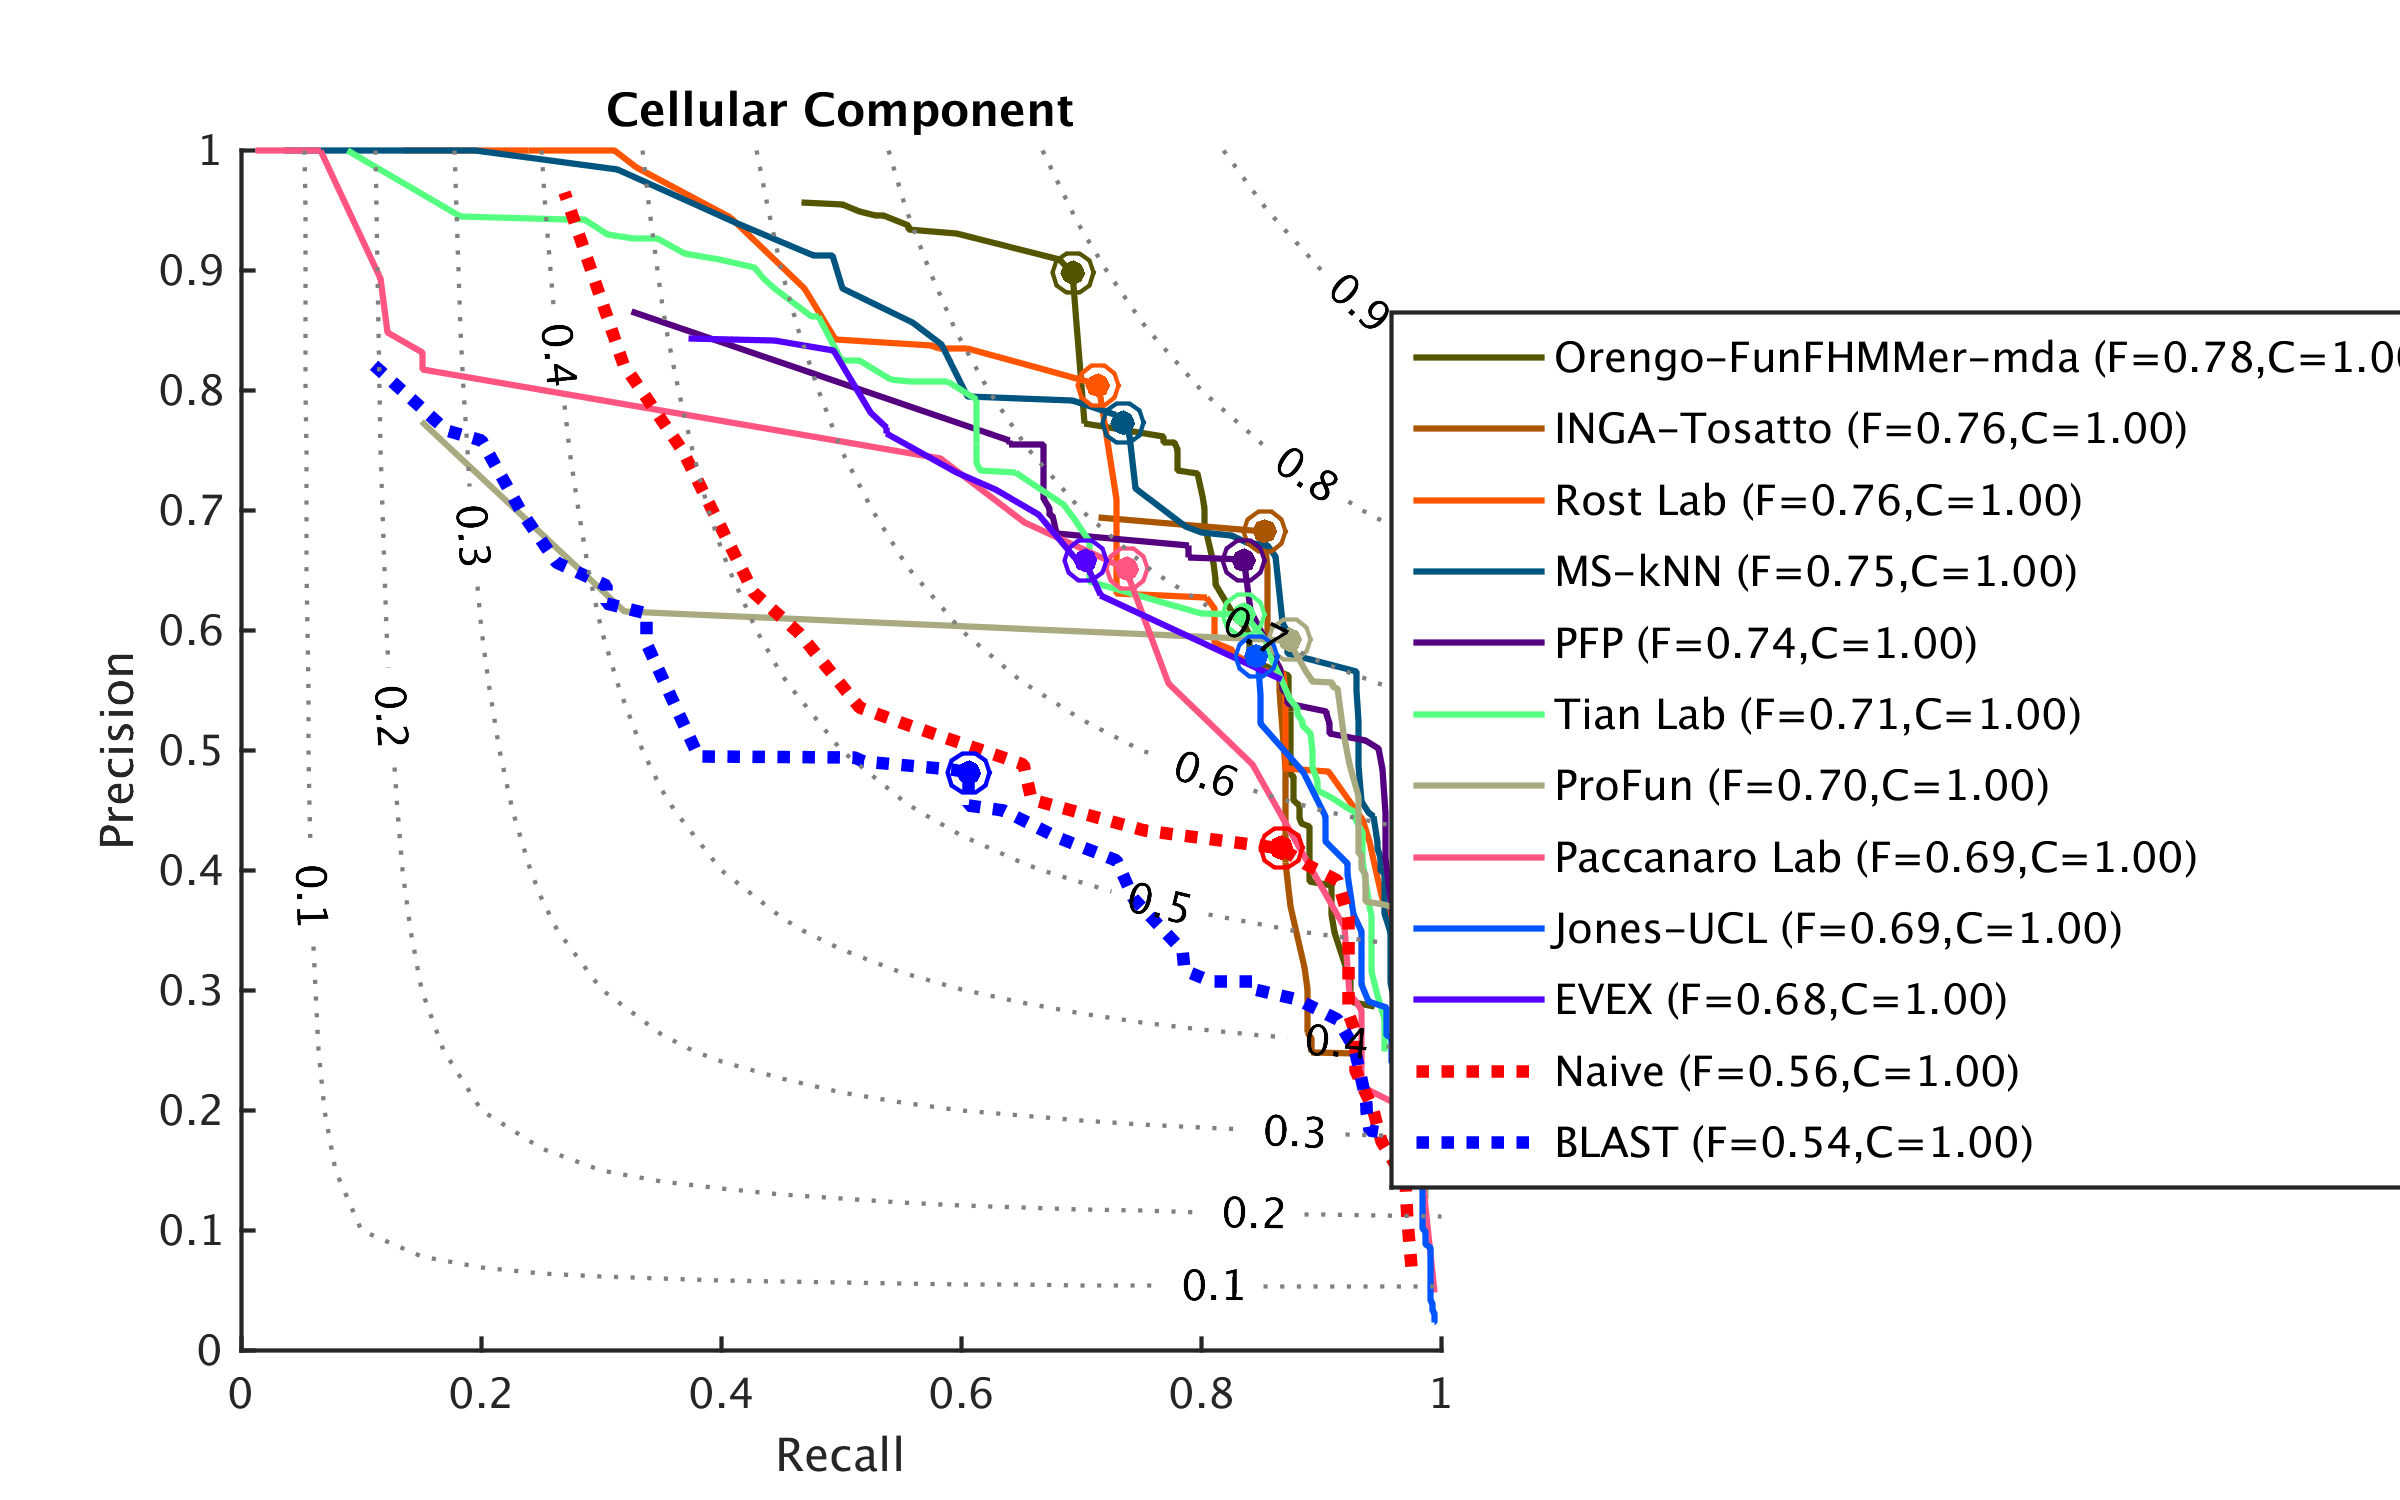 Cellular Component
1
0.9
0.8
0.7
0.6
0.5
0.4
0.3
0.2
0.1
0
Precision
0
0.2
0.4
0.6
0.8
1
Recall
0.1
0.2
0.3
0.4
0.9
0.8
0.7
0.6
0.5
0.4
0.3
0.2
0.1
Orengo-FunFHMMer-mda (F=0.78,C=1.00
INGA-Tosatto (F=0.76,C=1.00)
Rost Lab (F=0.76,C=1.00)
MS-kNN (F=0.75,C=1.00)
PFP (F=0.74,C=1.00)
Tian Lab (F=0.71,C=1.00)
ProFun (F=0.70,C=1.00)
Paccanaro Lab (F=0.69,C=1.00)
Jones-UCL (F=0.69,C=1.00)
EVEX (F=0.68,C=1.00)
Naive (F=0.56,C=1.00)
BLAST (F=0.54,C=1.00)